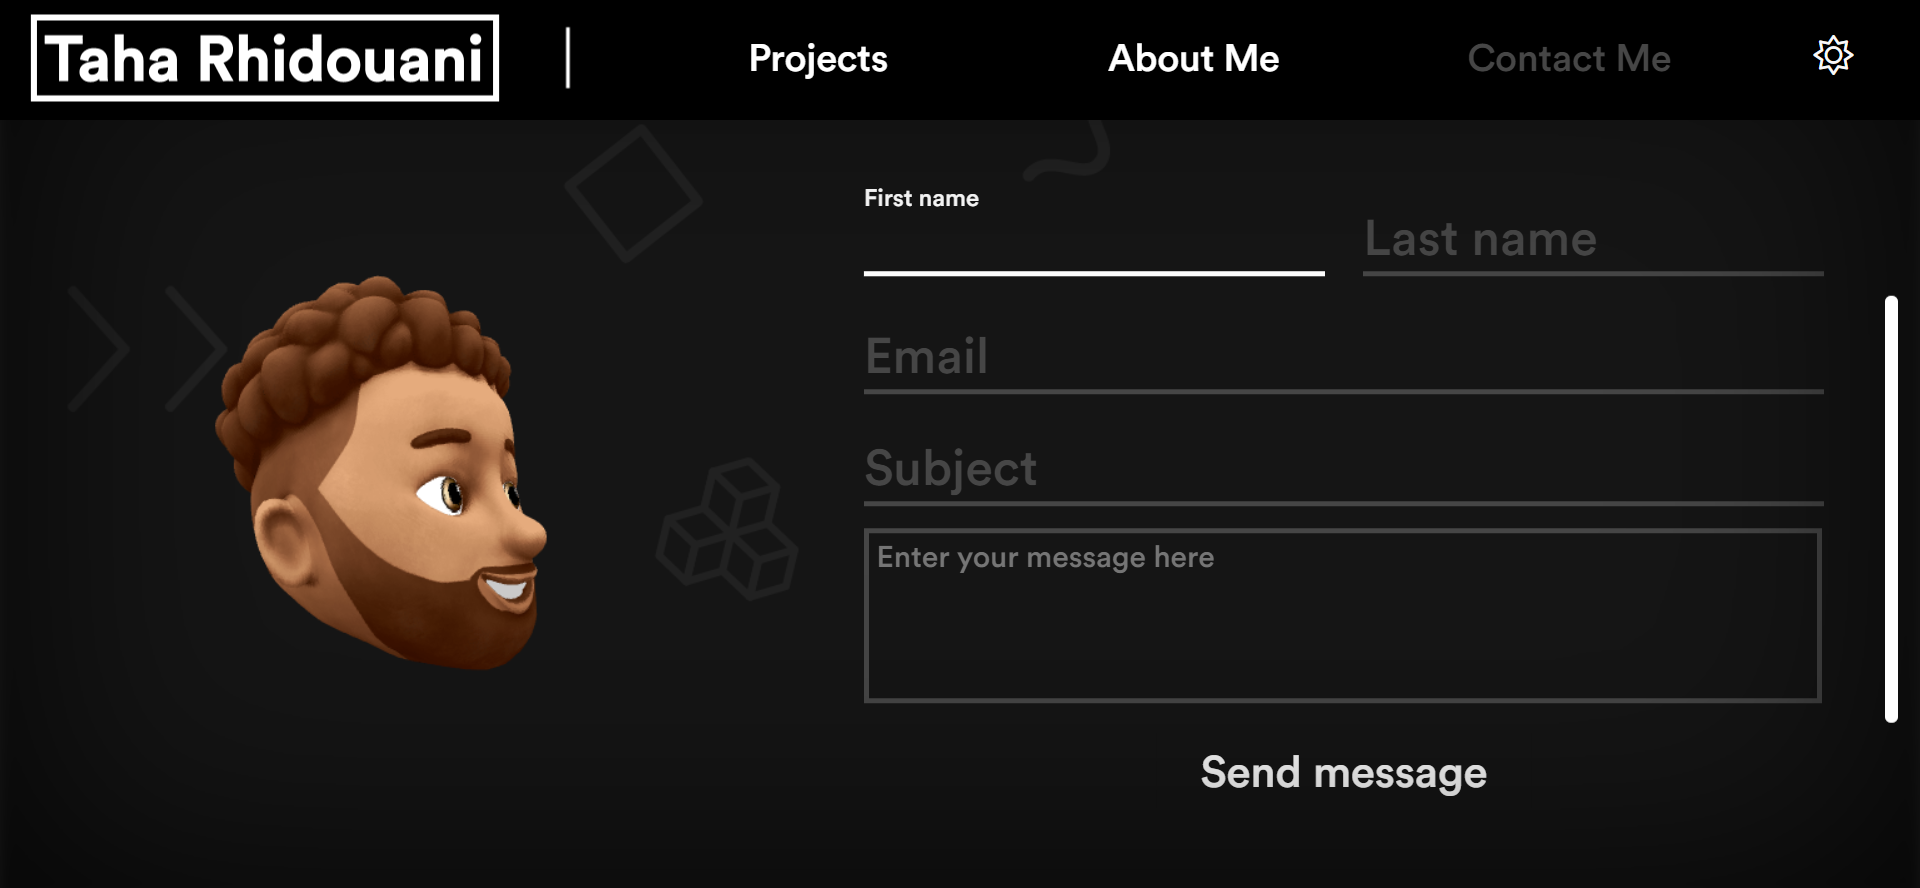 Taha Rhidouani
Projects
About Me
Contact Me
First name
Last name
Email
Subject
Enter your message here
Send message